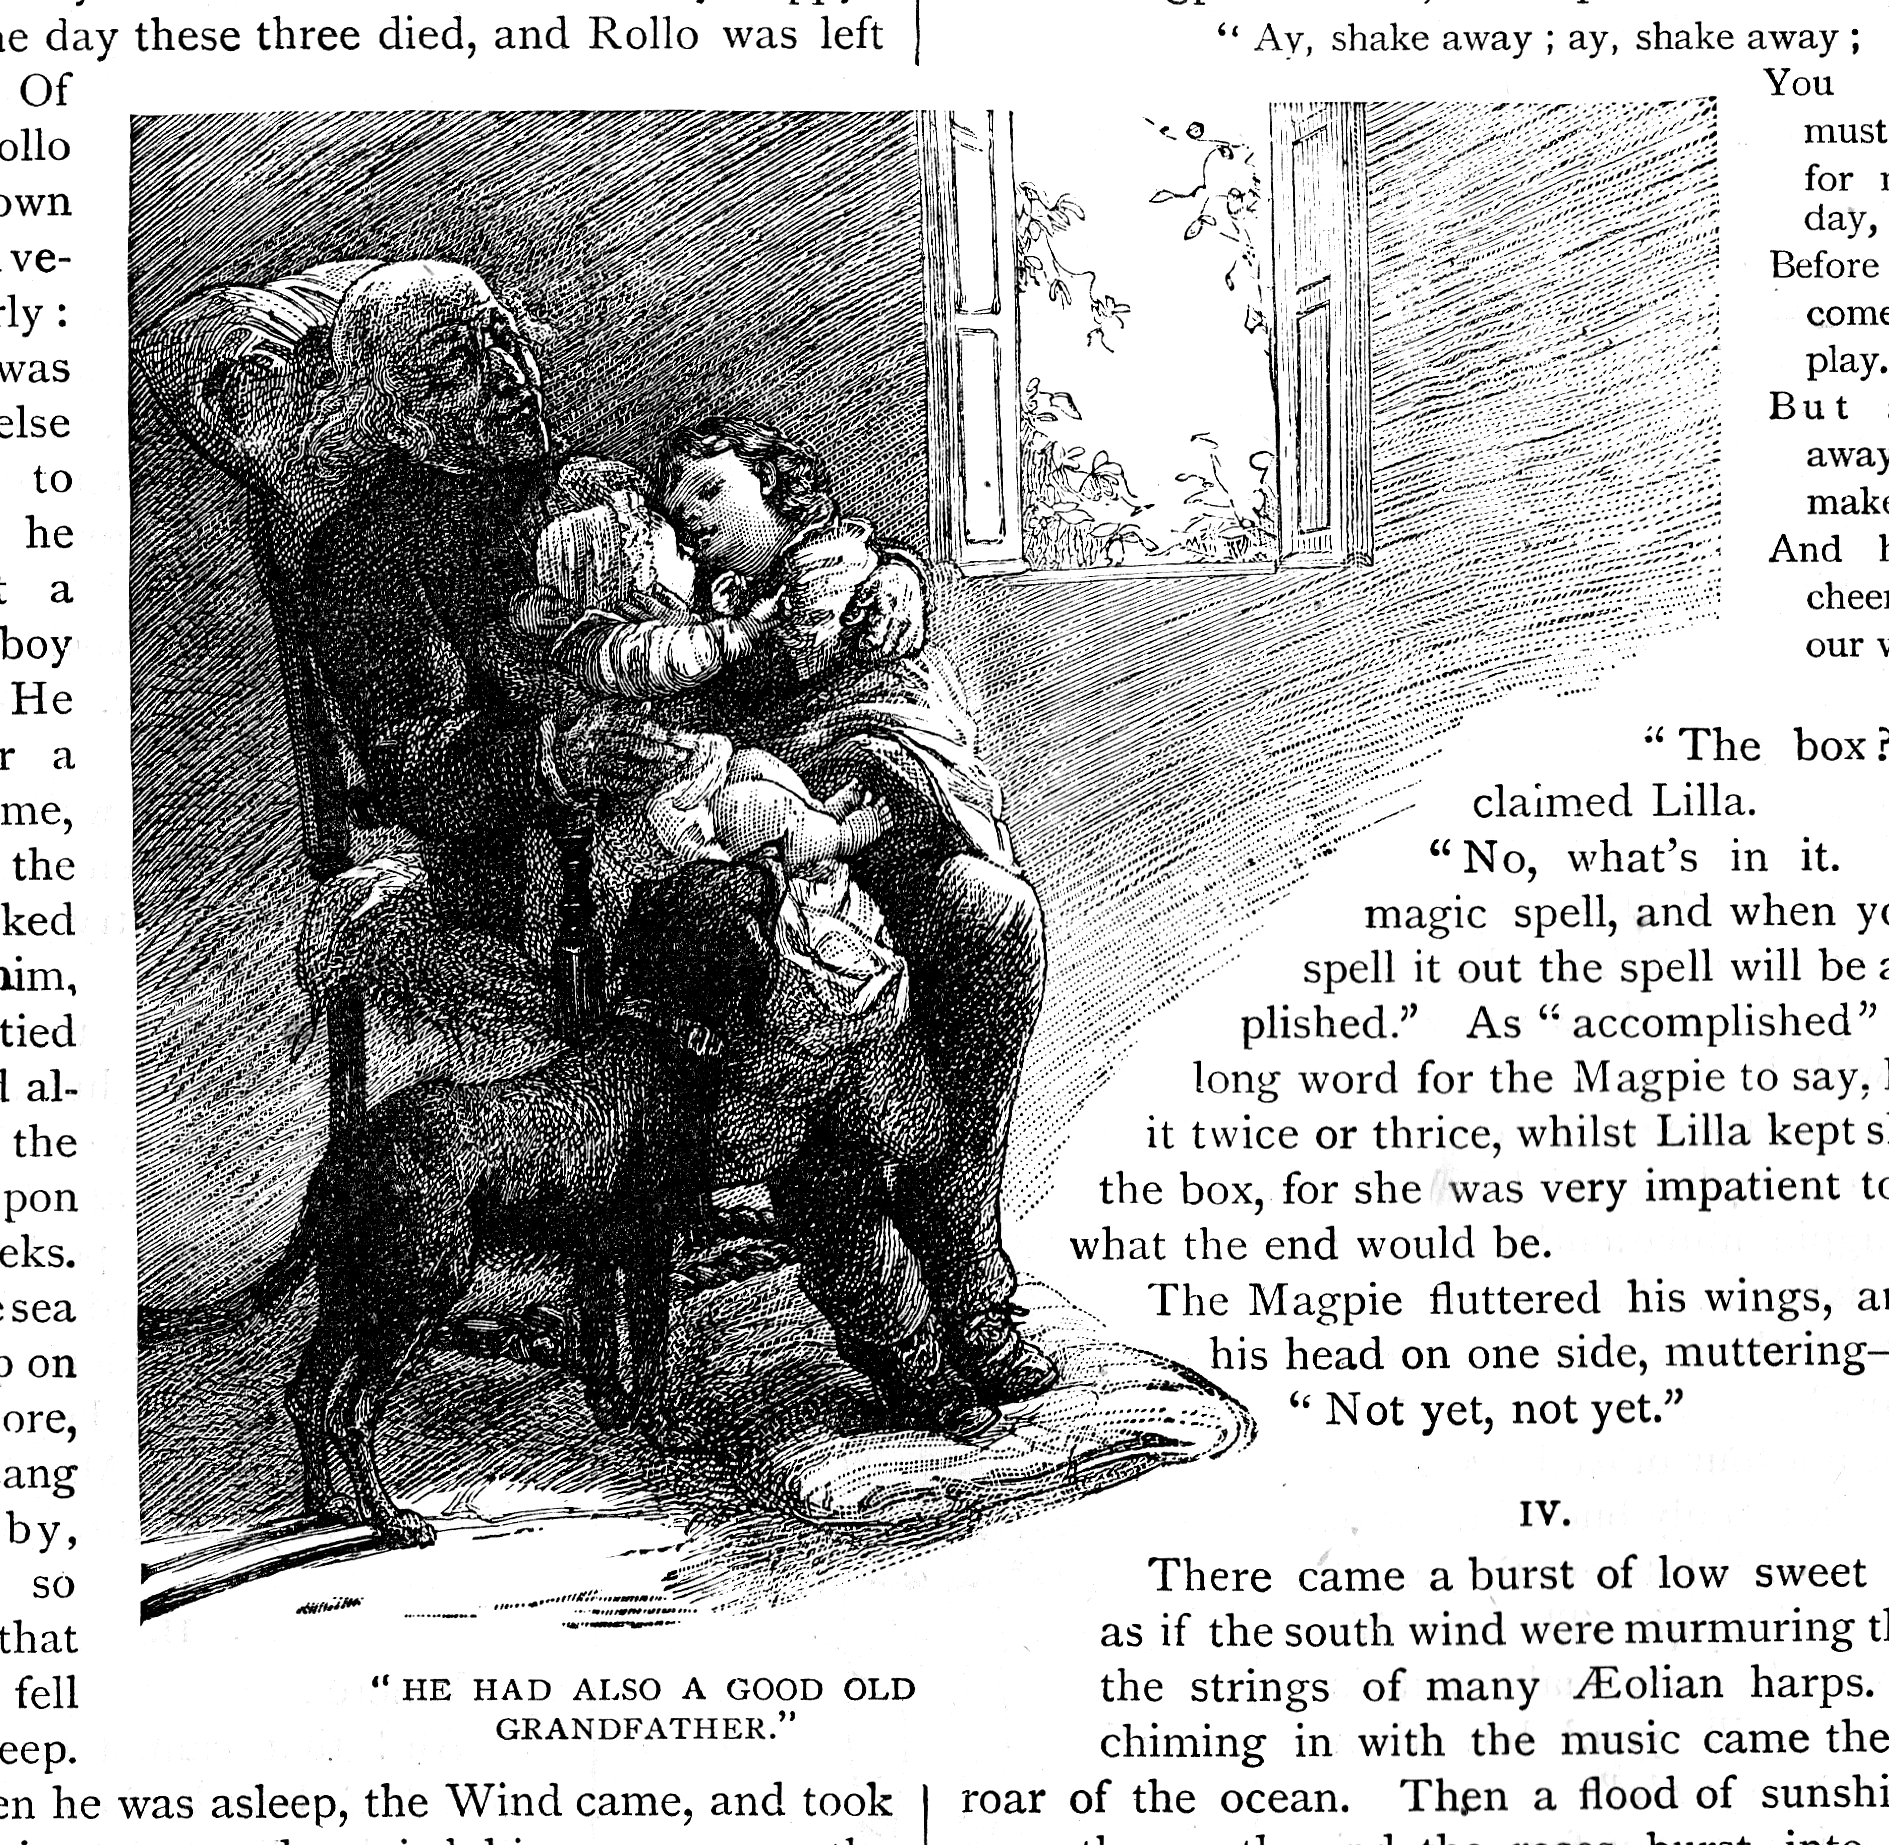 he day these three died, and Rollo was left
Of
ollo
own
ve-
rly:
was
else
to
he
a
boy
He
r a
me,
the
ked
him,
tied
al-
the
pon
eeks.
sea
on
ore,
ang
by,
so
that
fell
eep.
"HE HAD ALSO A GOOD OLD
GRANDFATHER."
en he was asleep, the Wind came, and took
"Ay, shake away; ay, shake away;
You
must
for
day,
Before
come
play.
But
away
make
And
cheer
our
"The box?
claimed Lilla.
"No, what's in it.
magic spell, and when yo
spell it out the spell will be a
plished." As "accomplished"
long word for the Magpie to say,
it twice or thrice, whilst Lilla kept s
the box, for she was very impatient to
what the end would be.
The Magpie fluttered his wings, an
his head on one side, muttering—
"Not yet, not yet."
IV.
There came a burst of low sweet
as if the south wind were murmuring th
the strings of many Æolian harps.
chiming in with the music came the
roar of the ocean. Then a flood of sunshi